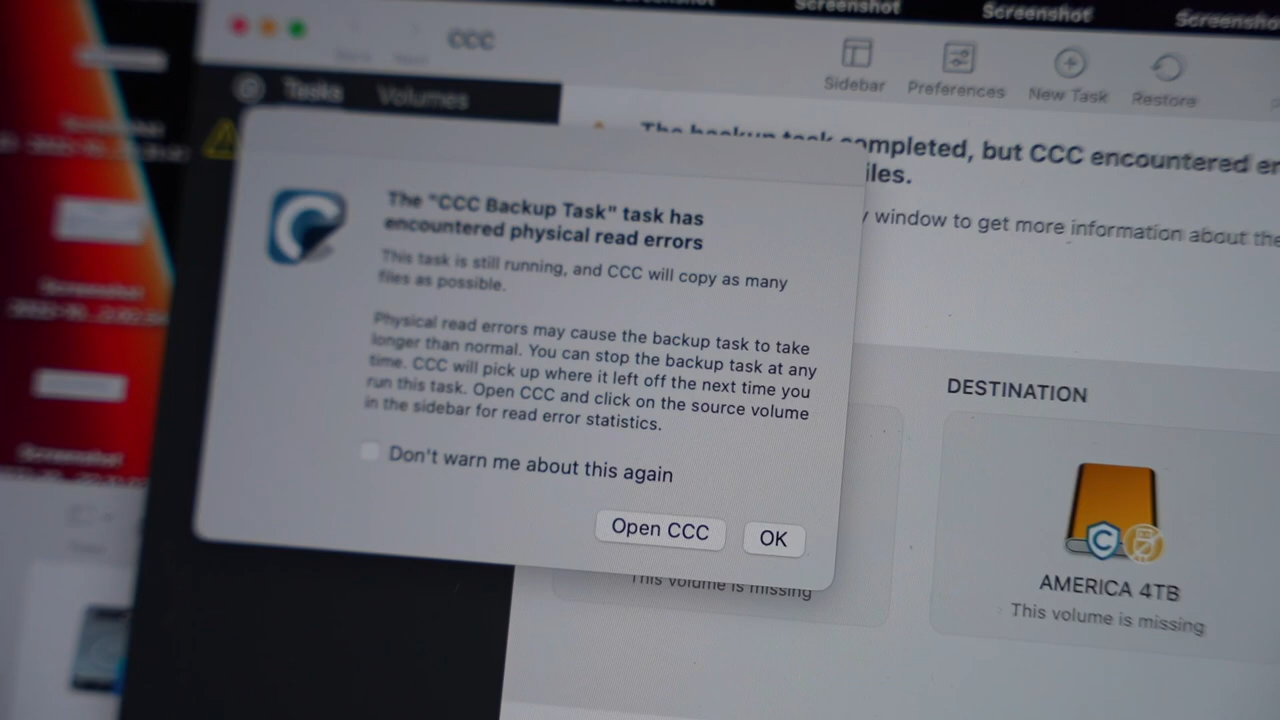 Screenshot
Screenshot
Screenshot
CCC
Sidebar
Preferences
New Task
Restore
Tasks
Volumes
The backup task completed, but CCC encountered
files.
window to get more information about the
The "CCC Backup Task" task has
encountered physical read errors
This task is still running, and CCC will copy as many
files as possible.
Physical read errors may cause the backup task to take
longer than normal. You can stop the backup task at any
time. CCC will pick up where it left off the next time you
run this task. Open CCC and click on the source volume
in the sidebar for read error statistics.
Don't warn me about this again
Open CCC
OK
This volume is missing
DESTINATION
AMERICA 4TB
This volume is missing
Screenshot
Screenshot
Screenshot